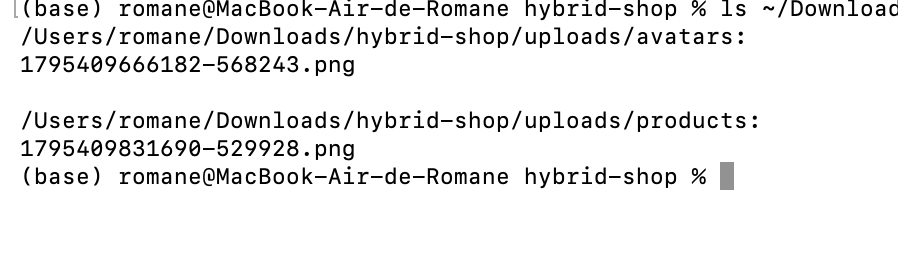 [(base) romane@MacBook-Air-de-Romane hybrid-shop % ls ~/Download
/Users/romane/Downloads/hybrid-shop/uploads/avatars:
1795409666182-568243.png
/Users/romane/Downloads/hybrid-shop/uploads/products:
1795409831690-529928.png
(base) romane@MacBook-Air-de-Romane hybrid-shop %